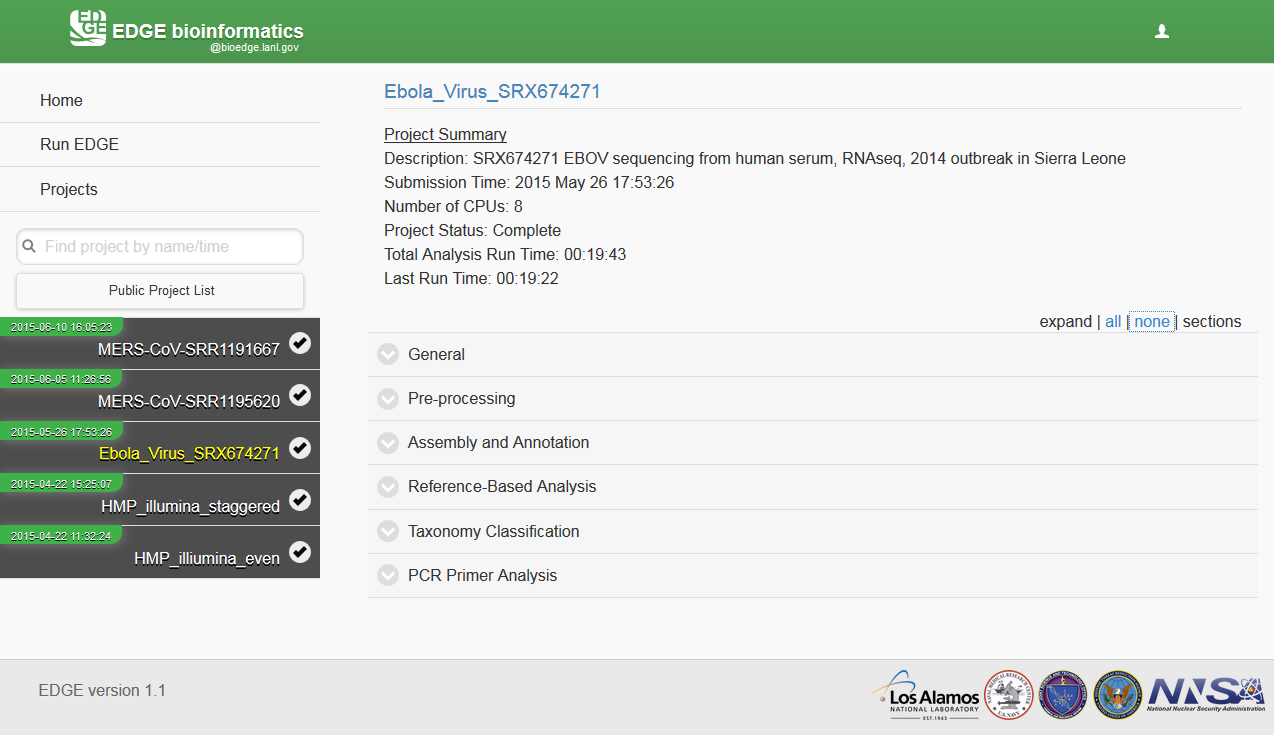 ED
GE
EDGE bioinformatics
@bioedge.lanl.gov
Home
Run EDGE
Projects
Find project by name/time
Public Project List
2015-06-10 16:05:23
MERS-CoV-SRR1191667
2015-06-05 11:26:56
MERS-CoV-SRR1195620
2015-05-26 17:53:26
Ebola_Virus_SRX674271
2015-04-22 15:25:07
HMP_illumina_staggered
2015-04-22 11:32:24
HMP_illiumina_even
Ebola_Virus_SRX674271
Project Summary
Description: SRX674271 EBOV sequencing from human serum, RNAseq, 2014 outbreak in Sierra Leone
Submission Time: 2015 May 26 17:53:26
Number of CPUs: 8
Project Status: Complete
Total Analysis Run Time: 00:19:43
Last Run Time: 00:19:22
expand | all | none | sections
General
Pre-processing
Assembly and Annotation
Reference-Based Analysis
Taxonomy Classification
PCR Primer Analysis
EDGE version 1.1
Los Alamos
NATIONAL LABORATORY
EST.1943
NAVAL MEDICAL RESEARCH CENTER
U.S. NAVY
NNSA
National Nuclear Security Administration